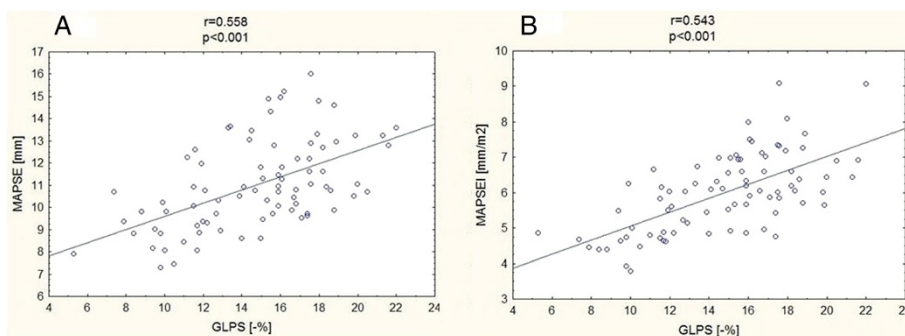 A
r=0.558
p<0.001
17
16
15
14
13
12
11
10
9
8
7
6
MAPSE [mm]
4 6 8 10 12 14 16 18 20 22 24
GLPS [-%]
B
r=0.543
p<0.001
10
9
8
7
6
5
4
3
MAPSEI [mm/m2]
4 6 8 10 12 14 16 18 20 22 24
GLPS [-%]